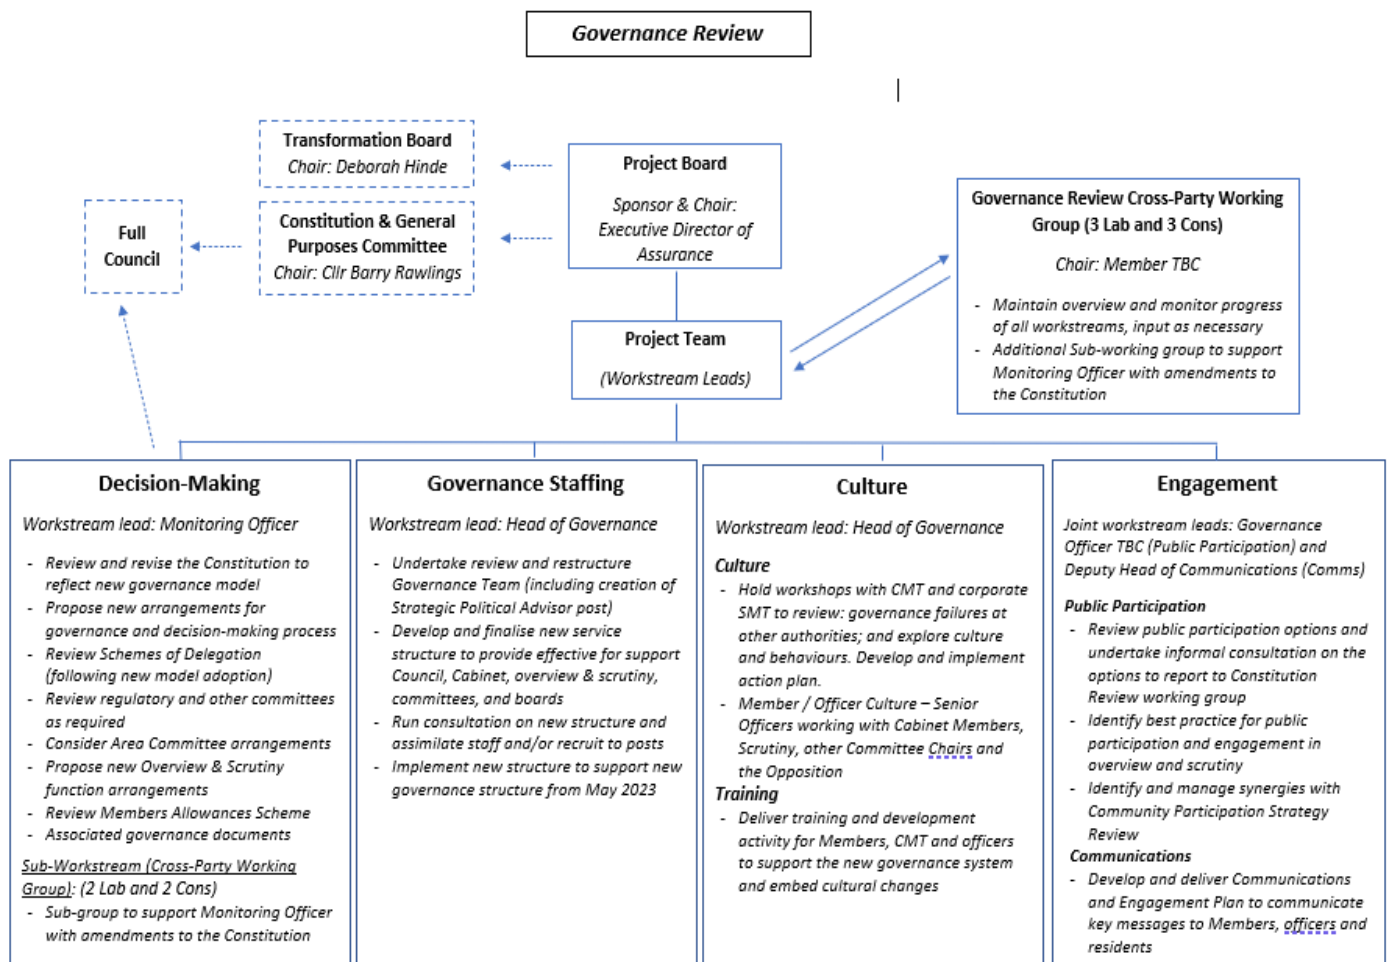 Governance Review
Transformation Board
Chair: Deborah Hinde
Project Board
Sponsor & Chair:
Executive Director of
Assurance
Governance Review Cross-Party Working
Group (3 Lab and 3 Cons)
Chair: Member TBC
- Maintain overview and monitor progress
of all workstreams, input as necessary
- Additional Sub-working group to support
Monitoring Officer with amendments to
the Constitution
Full
Council
Constitution & General
Purposes Committee
Chair: Cllr Barry Rawlings
Project Team
(Workstream Leads)
Decision-Making
Workstream lead: Monitoring Officer
- Review and revise the Constitution to
reflect new governance model
- Propose new arrangements for
governance and decision-making process
- Review Schemes of Delegation
(following new model adoption)
- Review regulatory and other committees
as required
- Consider Area Committee arrangements
- Propose new Overview & Scrutiny
function arrangements
- Review Members Allowances Scheme
- Associated governance documents
Sub-Workstream (Cross-Party Working
Group): (2 Lab and 2 Cons)
- Sub-group to support Monitoring Officer
with amendments to the Constitution
Governance Staffing
Workstream lead: Head of Governance
- Undertake review and restructure
Governance Team (including creation of
Strategic Political Advisor post)
- Develop and finalise new service
structure to provide effective for support
Council, Cabinet, overview & scrutiny,
committees, and boards
- Run consultation on new structure and
assimilate staff and/or recruit to posts
- Implement new structure to support new
governance structure from May 2023
Culture
Workstream lead: Head of Governance
Culture
- Hold workshops with CMT and corporate
SMT to review: governance failures at
other authorities; and explore culture
and behaviours. Develop and implement
action plan.
- Member / Officer Culture – Senior
Officers working with Cabinet Members,
Scrutiny, other Committee Chairs and
the Opposition
Training
- Deliver training and development
activity for Members, CMT and officers
to support the new governance system
and embed cultural changes
Engagement
Joint workstream leads: Governance
Officer TBC (Public Participation) and
Deputy Head of Communications (Comms)
Public Participation
- Review public participation options and
undertake informal consultation on the
options to report to Constitution
Review working group
- Identify best practice for public
participation and engagement in
overview and scrutiny
- Identify and manage synergies with
Community Participation Strategy
Review
Communications
- Develop and deliver Communications
and Engagement Plan to communicate
key messages to Members, officers and
residents